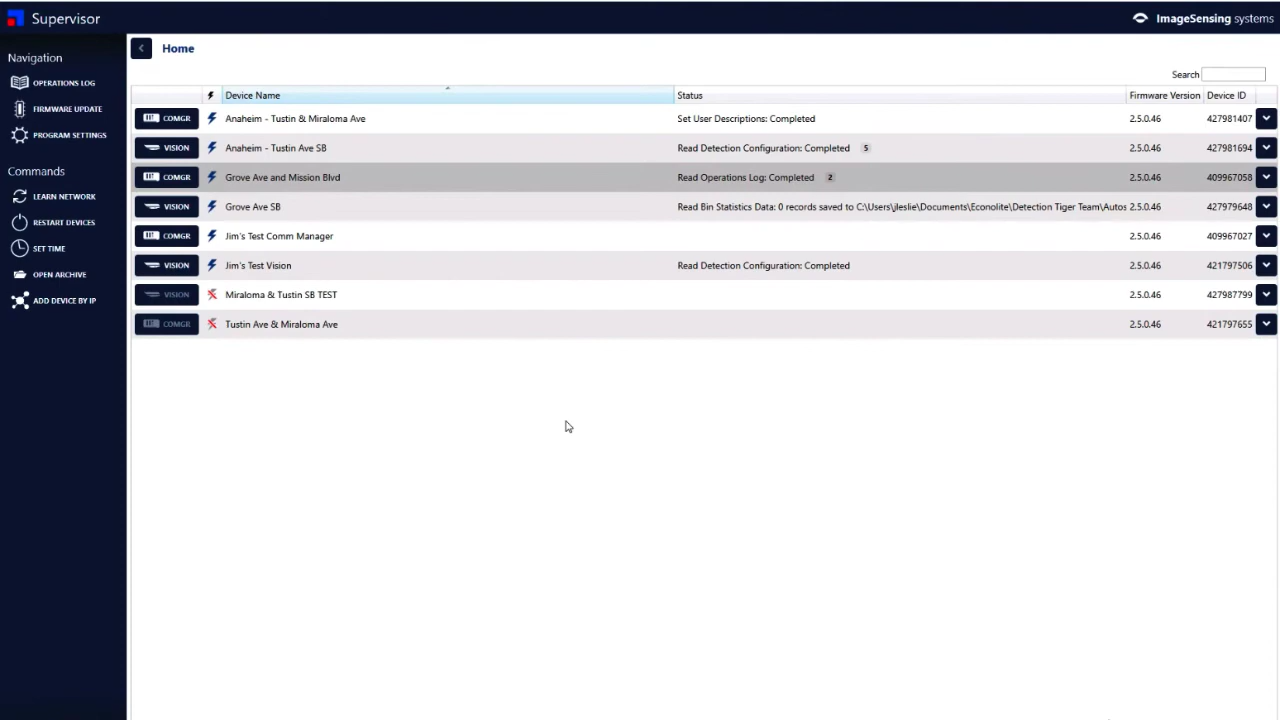 Supervisor
ImageSensing systems
Navigation
OPERATIONS LOG
FIRMWARE UPDATE
PROGRAM SETTINGS
Commands
LEARN NETWORK
RESTART DEVICES
SET TIME
OPEN ARCHIVE
ADD DEVICE BY IP
Home
Search
Device Name Status Firmware Version Device ID
COMGR Anaheim - Tustin & Miraloma Ave Set User Descriptions: Completed 2.5.0.46 427981407
VISION Anaheim - Tustin Ave SB Read Detection Configuration: Completed 5 2.5.0.46 427981694
COMGR Grove Ave and Mission Blvd Read Operations Log: Completed 2 2.5.0.46 409967058
VISION Grove Ave SB Read Bin Statistics Data: 0 records saved to C:\Users\jleslie\Documents\Econolite\Detection Tiger Team\Autos 2.5.0.46 427979648
COMGR Jim's Test Comm Manager 2.5.0.46 409967027
VISION Jim's Test Vision Read Detection Configuration: Completed 2.5.0.46 421797506
VISION Miraloma & Tustin SB TEST 2.5.0.46 427987799
COMGR Tustin Ave & Miraloma Ave 2.5.0.46 421797655